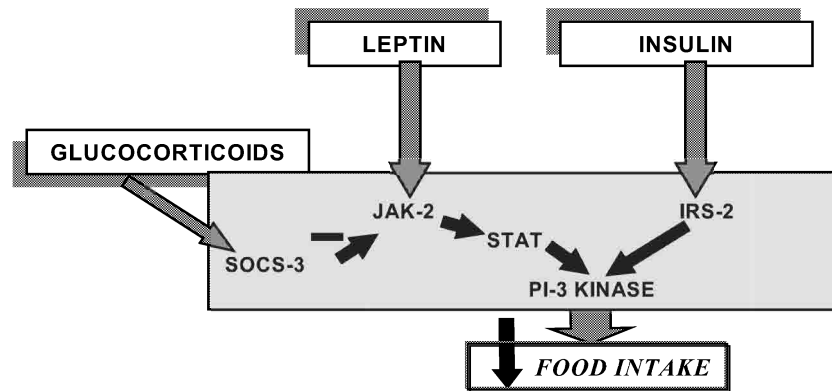 LEPTIN
INSULIN
GLUCOCORTICOIDS
JAK-2
IRS-2
STAT
SOCS-3
PI-3 KINASE
FOOD INTAKE